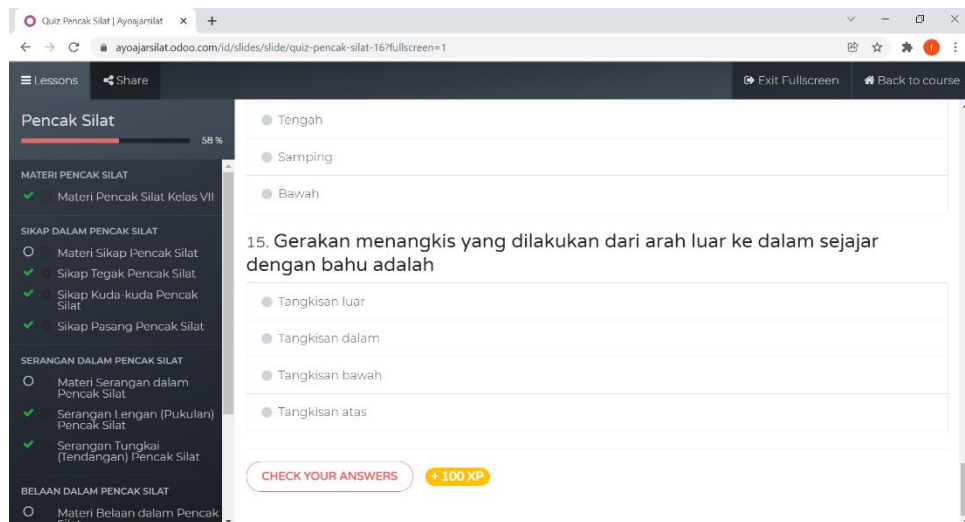 Quiz Pencak Silat | Ayoajarsilat
ayoajarsilat.odoo.com/id/slides/slide/quiz-pencak-silat-16?fullscreen=1
Lessons
Share
Exit Fullscreen
Back to course
Pencak Silat
58 %
MATERI PENCAK SILAT
Materi Pencak Silat Kelas VII
SIKAP DALAM PENCAK SILAT
Materi Sikap Pencak Silat
Sikap Tegak Pencak Silat
Sikap Kuda-kuda Pencak
Silat
Sikap Pasang Pencak Silat
SERANGAN DALAM PENCAK SILAT
Materi Serangan dalam
Pencak Silat
Serangan Lengan (Pukulan)
Pencak Silat
Serangan Tungkai
(Tendangan) Pencak Silat
BELAAN DALAM PENCAK SILAT
Materi Belaan dalam Pencak
Silat
Tengah
Samping
Bawah
15. Gerakan menangkis yang dilakukan dari arah luar ke dalam sejajar
dengan bahu adalah
Tangkisan luar
Tangkisan dalam
Tangkisan bawah
Tangkisan atas
CHECK YOUR ANSWERS
+ 100 XP